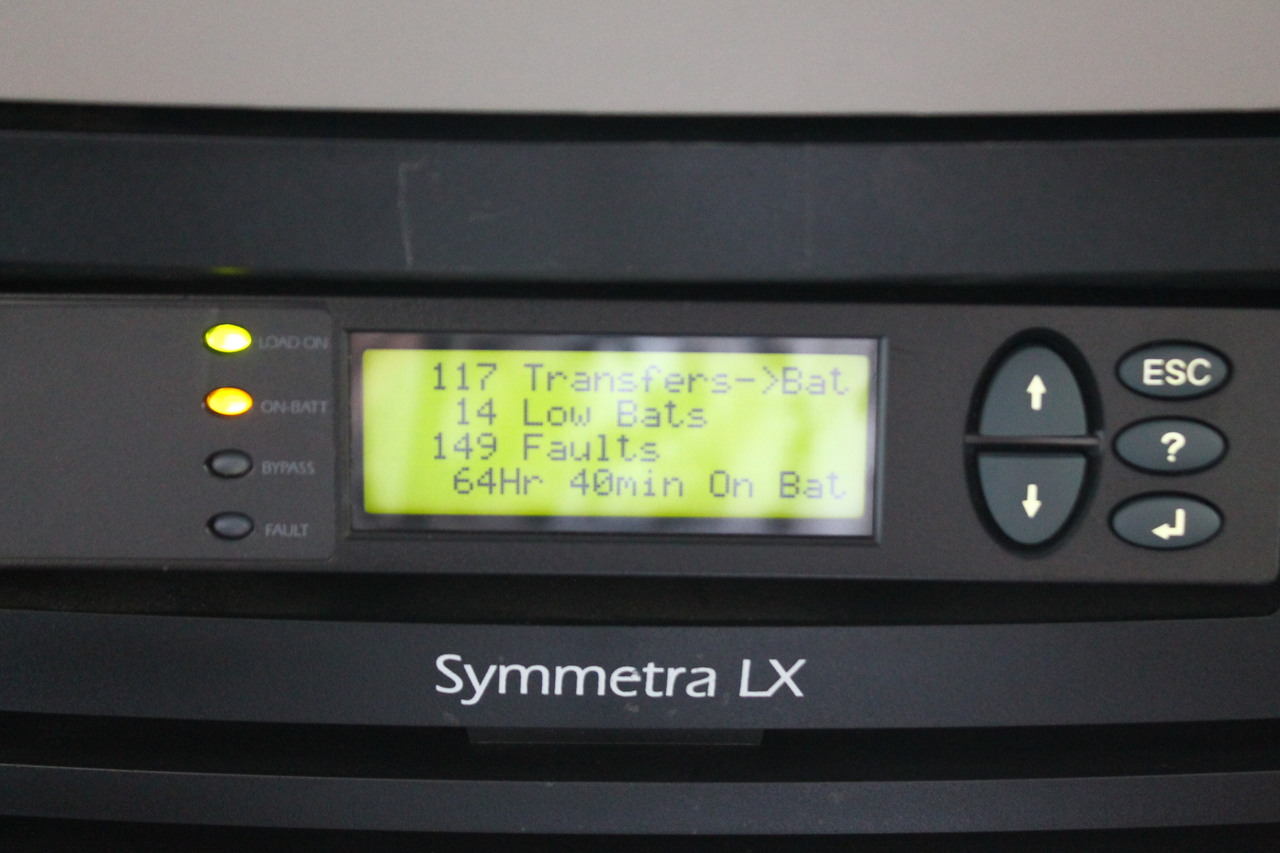 LOAD ON
ON-BATT
BYPASS
FAULT
117 Transfers->Bat
14 Low Bats
149 Faults
64Hr 40min On Bat
ESC
?
Symmetra LX